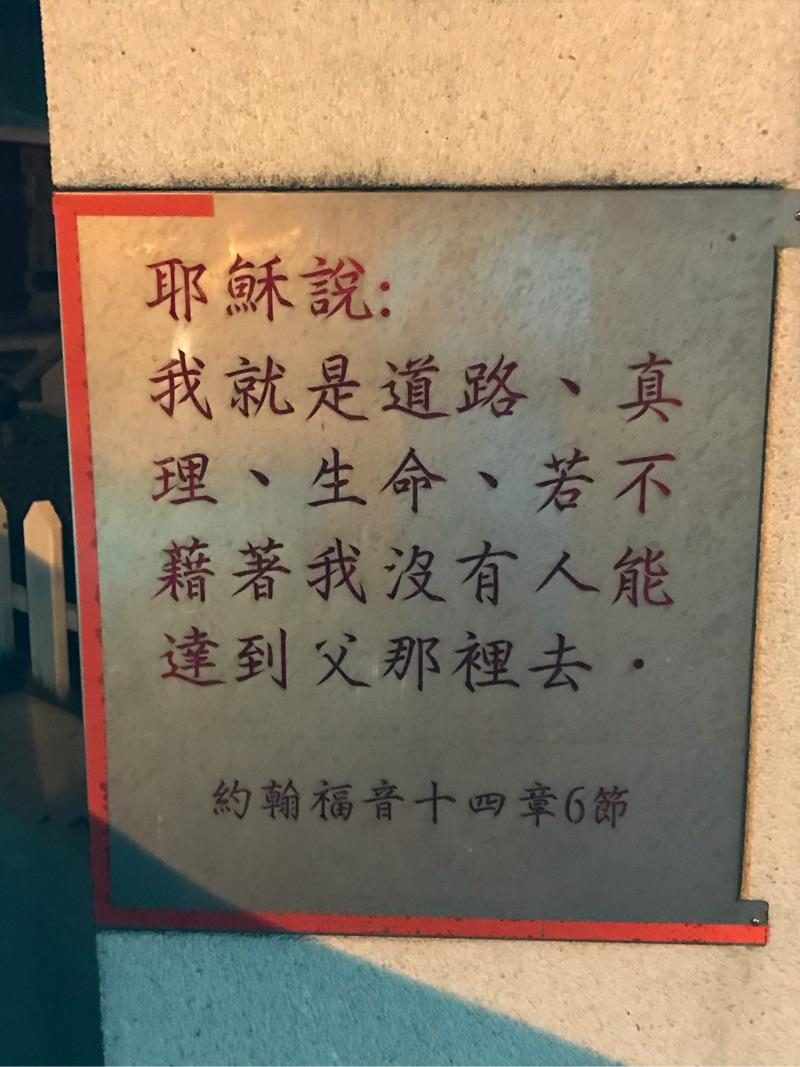 耶穌說:
我就是道路、真
理、生命、若不
藉著我沒有人能
達到父那裡去.
約翰福音十四章6節